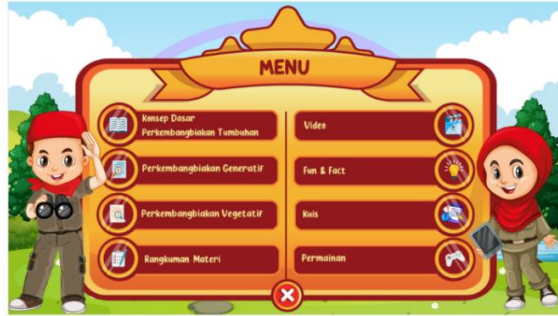 MENU
Konsep Dasar
Perkembangbiakan Tumbuhan
Perkembangbiakan Generatif
Perkembangbiakan Vegetatif
Rangkuman Materi
Video
Fun & Fact
Kuis
Permainan